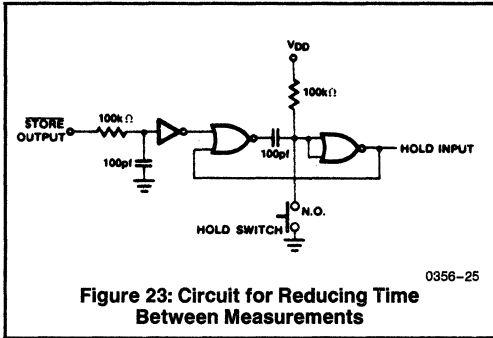 VDD
100kΩ
STORE
OUTPUT
100kΩ
100pf
100pf
HOLD INPUT
N.O.
HOLD SWITCH
0356–25
Figure 23: Circuit for Reducing Time
Between Measurements